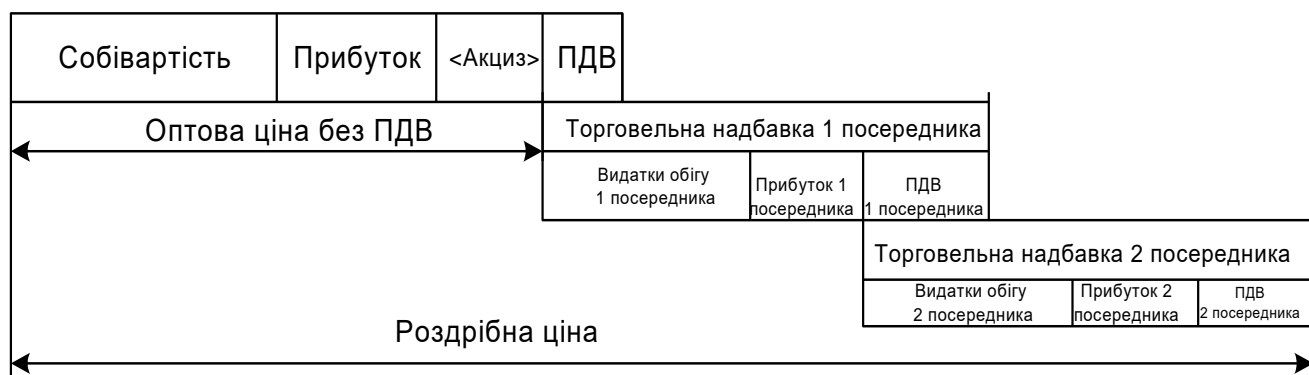 Собівартість
Прибуток
<Акциз>
ПДВ
Оптова ціна без ПДВ
Торговельна надбавка 1 посередника
Видатки обігу
1 посередника
Прибуток 1
посередника
ПДВ
1 посередника
Торговельна надбавка 2 посередника
Видатки обігу
2 посередника
Прибуток 2
посередника
ПДВ
2 посередника
Роздрібна ціна